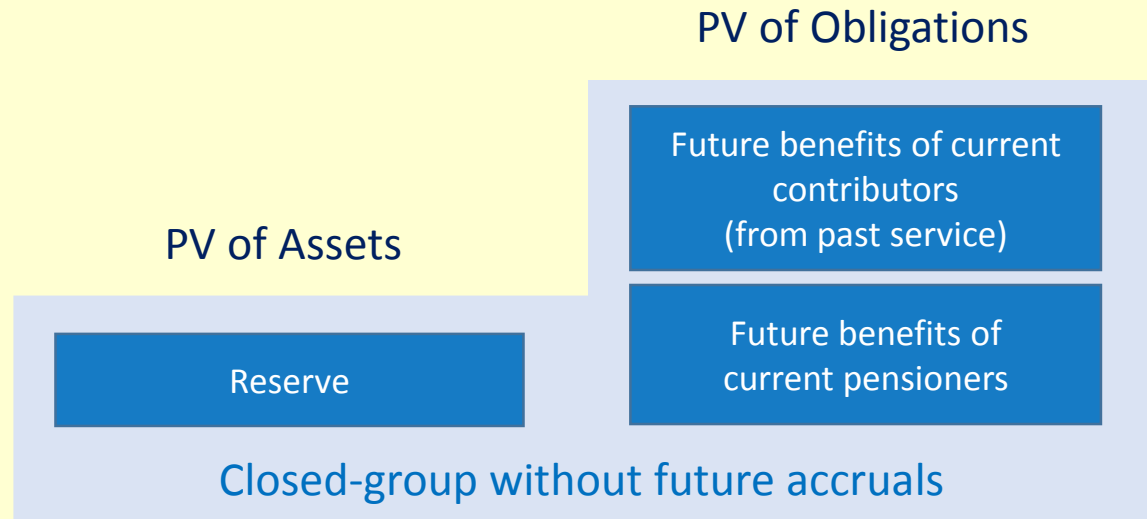 PV of Obligations
Future benefits of current
contributors
(from past service)
PV of Assets
Future benefits of
current pensioners
Reserve
Closed-group without future accruals